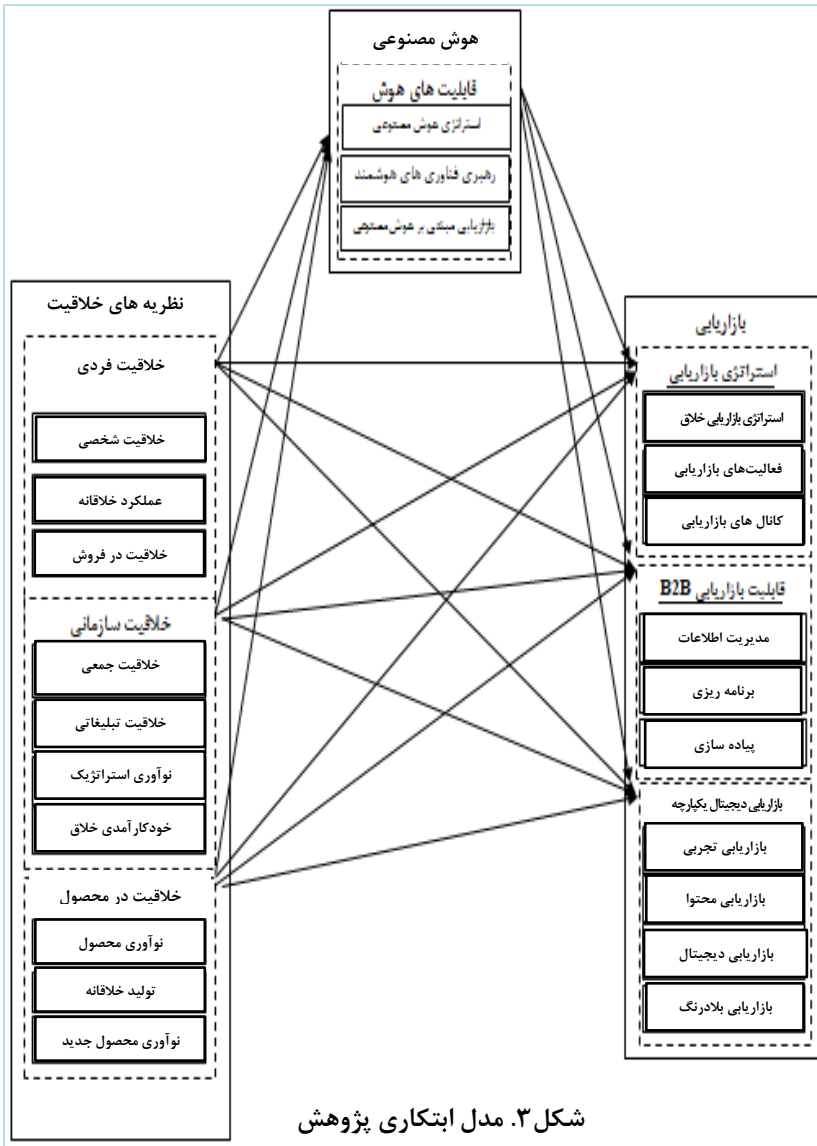 هوش مصنوعی
قابلیت های هوش
استراتژی هوش مصنوعی
رهبری فناوری های هوشمند
بازاریابی مبتنی بر هوش مصنوعی
نظریه های خلاقیت
خلاقیت فردی
خلاقیت شخصی
عملکرد خلاقانه
خلاقیت در فروش
خلاقیت سازمانی
خلاقیت جمعی
خلاقیت تبلیغاتی
نوآوری استراتژیک
خودکارآمدی خلاق
خلاقیت در محصول
نوآوری محصول
تولید خلاقانه
نوآوری محصول جدید
بازاریابی
استراتژی بازاریابی
استراتژی بازاریابی خلاق
فعالیت‌های بازاریابی
کانال های بازاریابی
قابلیت بازاریابی B2B
مدیریت اطلاعات
برنامه ریزی
پیاده سازی
بازاریابی دیجیتال یکپارچه
بازاریابی تجربی
بازاریابی محتوا
بازاریابی دیجیتال
بازاریابی بلادرنگ
شکل۳. مدل ابتکاری پژوهش